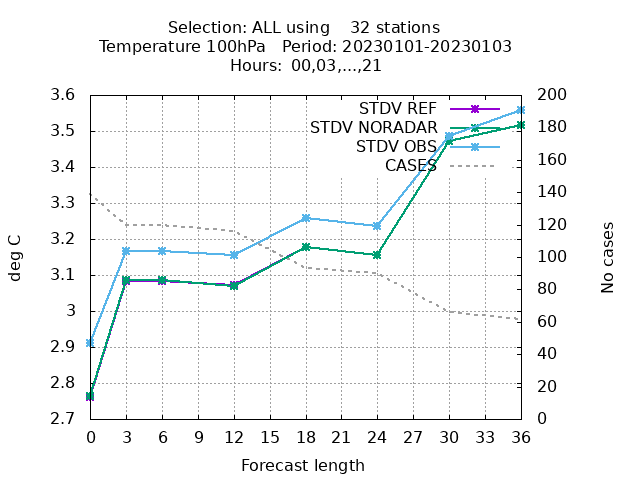 Selection: ALL using    32 stations
Temperature 100hPa   Period: 20230101-20230103
Hours: 00,03,...,21
3.6
3.5
3.4
3.3
3.2
3.1
3
2.9
2.8
2.7
deg C
STDV REF
STDV NORADAR
STDV OBS
CASES
200
180
160
140
120
100
80
60
40
20
0
No cases
0 3 6 9 12 15 18 21 24 27 30 33 36
Forecast length